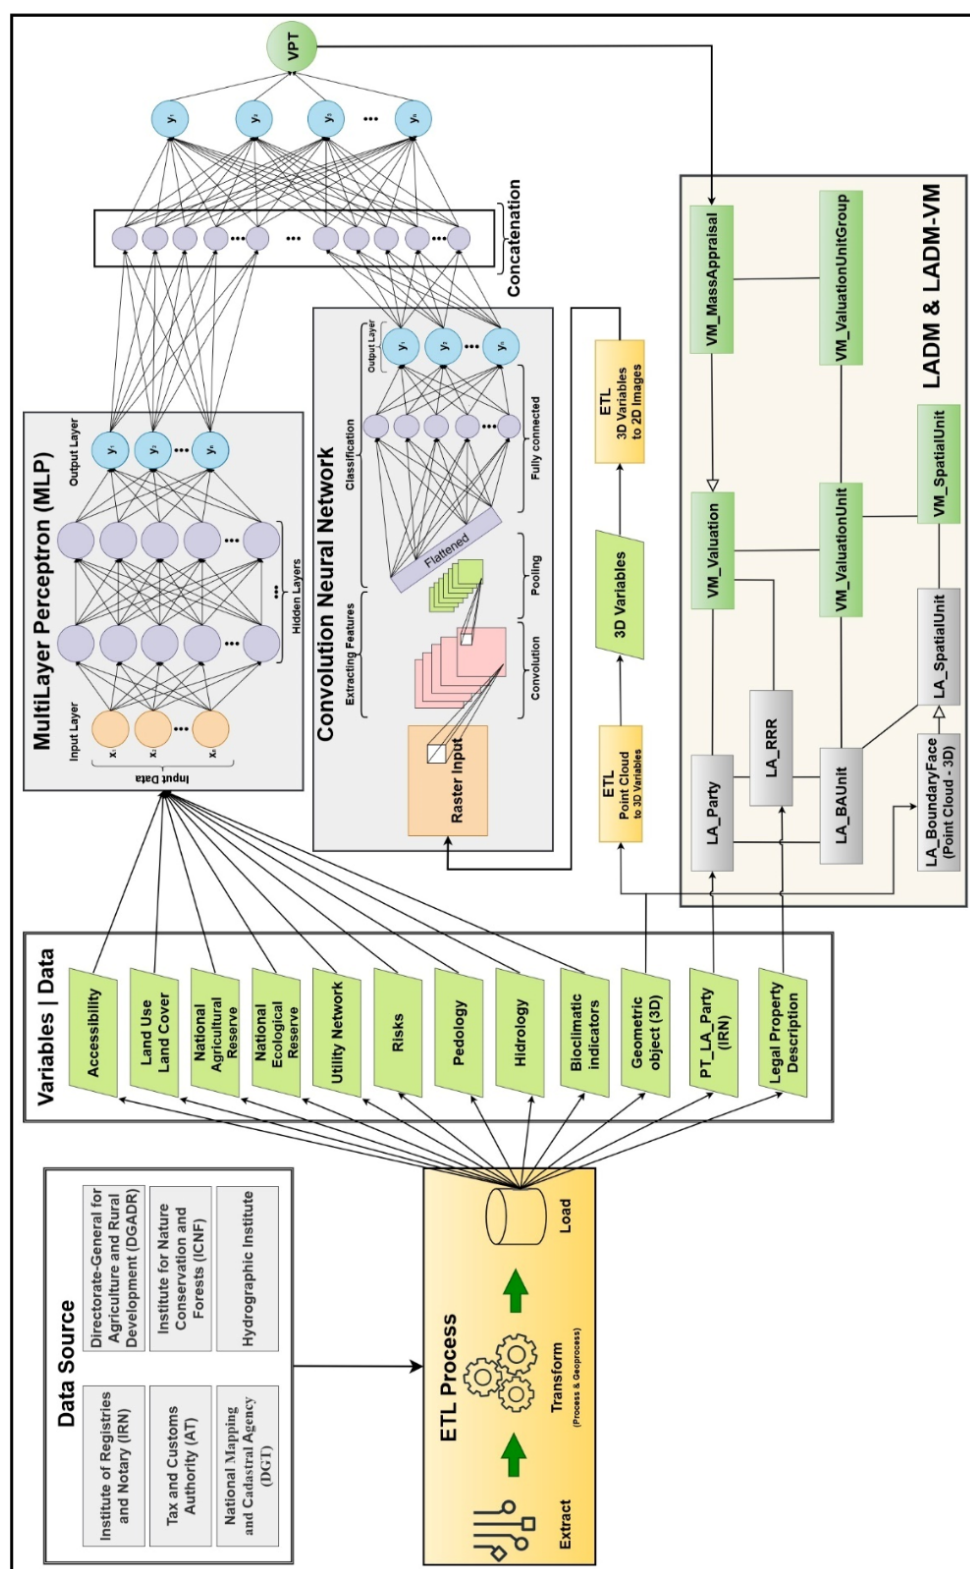 Data Source
Institute of Registries
and Notary (IRN)
Directorate-General for
Agriculture and Rural
Development (DGADR)
Tax and Customs
Authority (AT)
Institute for Nature
Conservation and
Forests (ICNF)
National Mapping
and Cadastral Agency
(DGT)
Hydrographic Institute
ETL Process
Extract
Transform
(Process & Geoprocess)
Load
Variables | Data
Accessibility
Land Use
Land Cover
National
Agricultural
Reserve
National
Ecological
Reserve
Utility Network
Risks
Pedology
Hidrology
Bioclimatic
indicators
Geometric
object (3D)
PT_LA_Party
(IRN)
Legal Property
Description
MultiLayer Perceptron (MLP)
Input Layer
Output Layer
Input Data
Hidden Layers
Convolution Neural Network
Extracting Features
Classification
Output Layer
Raster Input
Flattened
Convolution
Pooling
Fully connected
Concatenation
VPT
ETL
Point Cloud
to 3D Variables
3D Variables
ETL
3D Variables
to 2D Images
LA_Party
VM_Valuation
VM_MassAppraisal
LA_RRR
LA_BAUnit
VM_ValuationUnit
VM_ValuationUnitGroup
LA_BoundaryFace
(Point Cloud - 3D)
LA_SpatialUnit
VM_SpatialUnit
LADM & LADM-VM